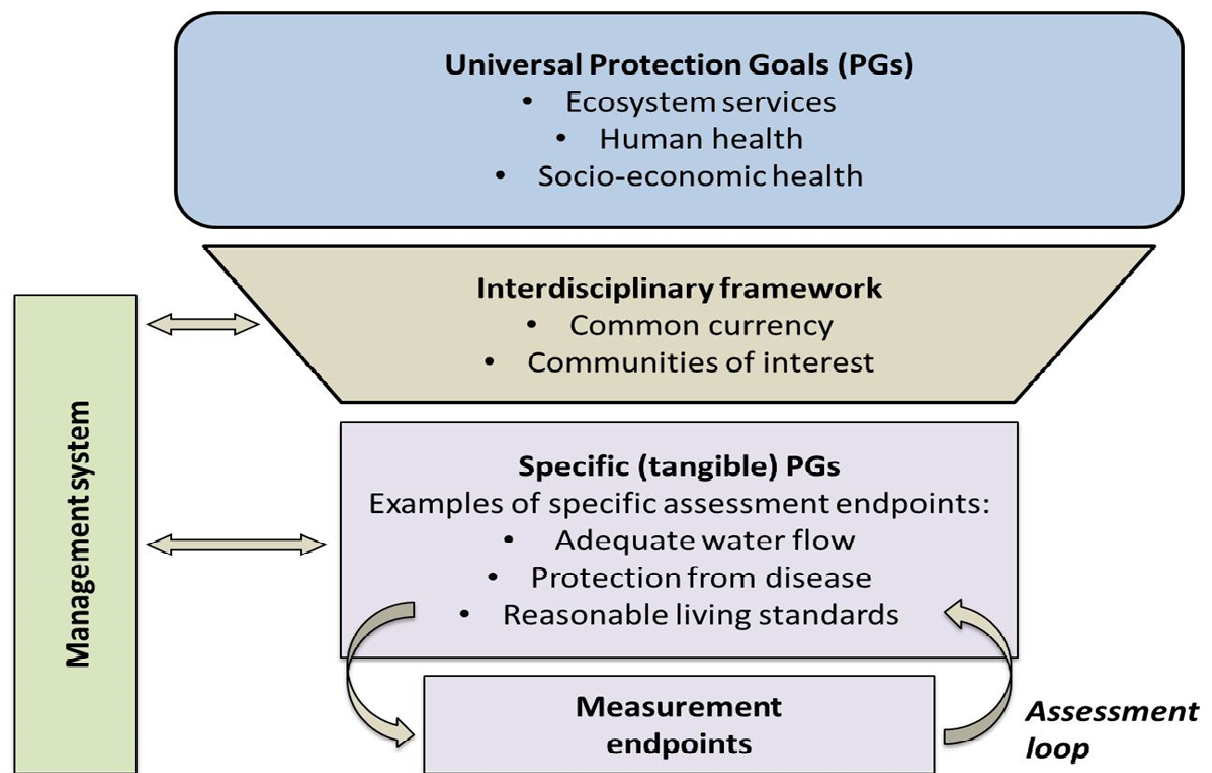 Universal Protection Goals (PGs)
• Ecosystem services
• Human health
• Socio-economic health
Interdisciplinary framework
• Common currency
• Communities of interest
Management system
Specific (tangible) PGs
Examples of specific assessment endpoints:
• Adequate water flow
• Protection from disease
• Reasonable living standards
Measurement
endpoints
Assessment
loop